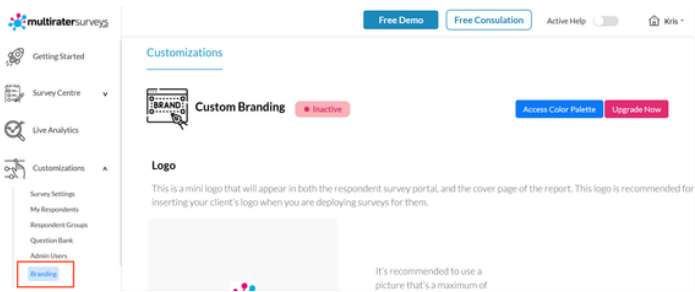 multiratersurveys
Free Demo
Free Consulation
Active Help
Kris
Getting Started
Survey Centre
Live Analytics
Customizations
Survey Settings
My Respondents
Respondent Groups
Question Bank
Admin Users
Branding
Customizations
BRAND
Custom Branding
Inactive
Access Color Palette
Upgrade Now
Logo
This is a mini logo that will appear in both the respondent survey portal, and the cover page of the report. This logo is recommended for
inserting your client's logo when you are deploying surveys for them.
It's recommended to use a
picture that's a maximum of